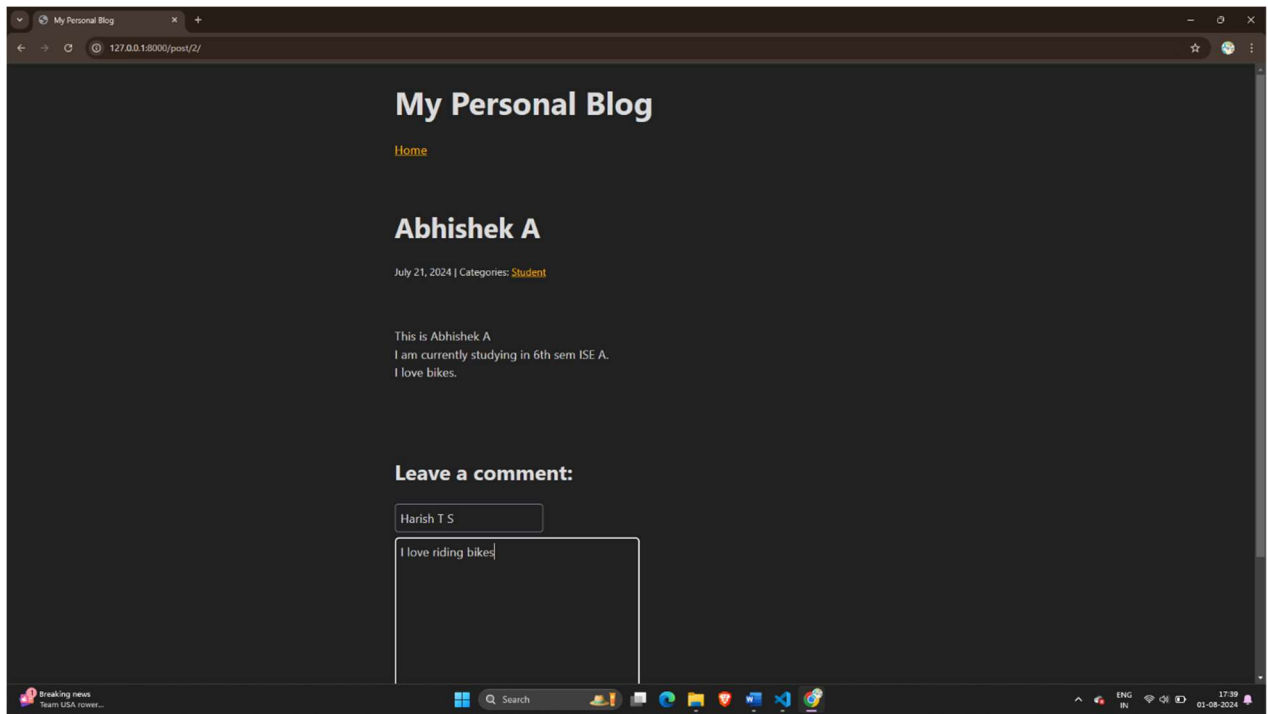 My Personal Blog
127.0.0.1:8000/post/2/
My Personal Blog
Home
Abhishek A
July 21, 2024 | Categories: Student
This is Abhishek A
I am currently studying in 6th sem ISE A.
I love bikes.
Leave a comment:
Harish T S
I love riding bikes
1
Breaking news
Team USA rower...
Search
ENG
IN
17:39
01-08-2024